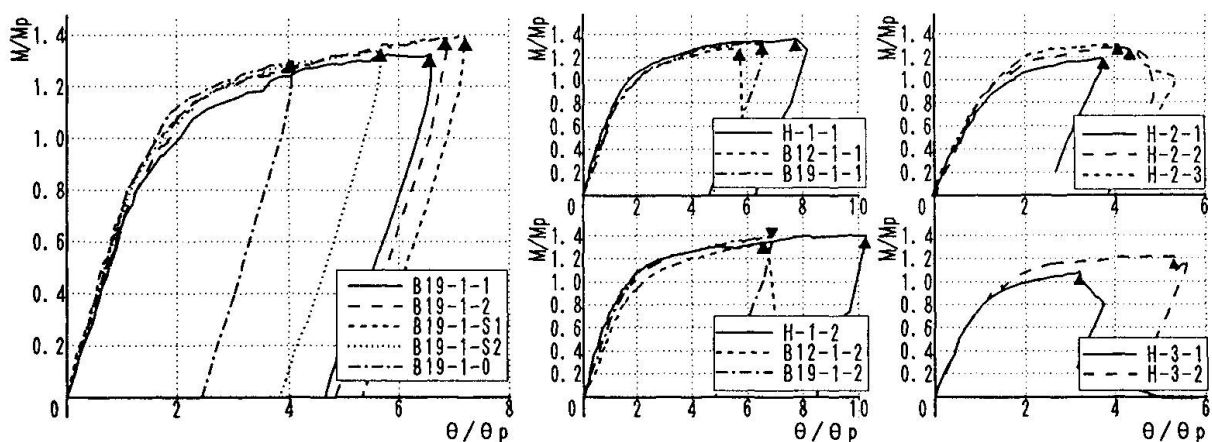 M/Mp
1.4
1.2
1.0
0.8
0.6
0.4
0.2
0
0 2 4 6 8
θ/θp
B19-1-1
B19-1-2
B19-1-S1
B19-1-S2
B19-1-0
M/Mp
1.4
1.2
1.0
0.8
0.6
0.4
0.2
0
0 2 4 6 8 10
H-1-1
B12-1-1
B19-1-1
M/Mp
1.4
1.2
1.0
0.8
0.6
0.4
0.2
0
0 2 4 6
H-2-1
H-2-2
H-2-3
M/Mp
1.4
1.2
1.0
0.8
0.6
0.4
0.2
0
0 2 4 6 8 10
θ/θp
H-1-2
B12-1-2
B19-1-2
M/Mp
1.4
1.2
1.0
0.8
0.6
0.4
0.2
0
0 2 4 6
θ/θp
H-3-1
H-3-2